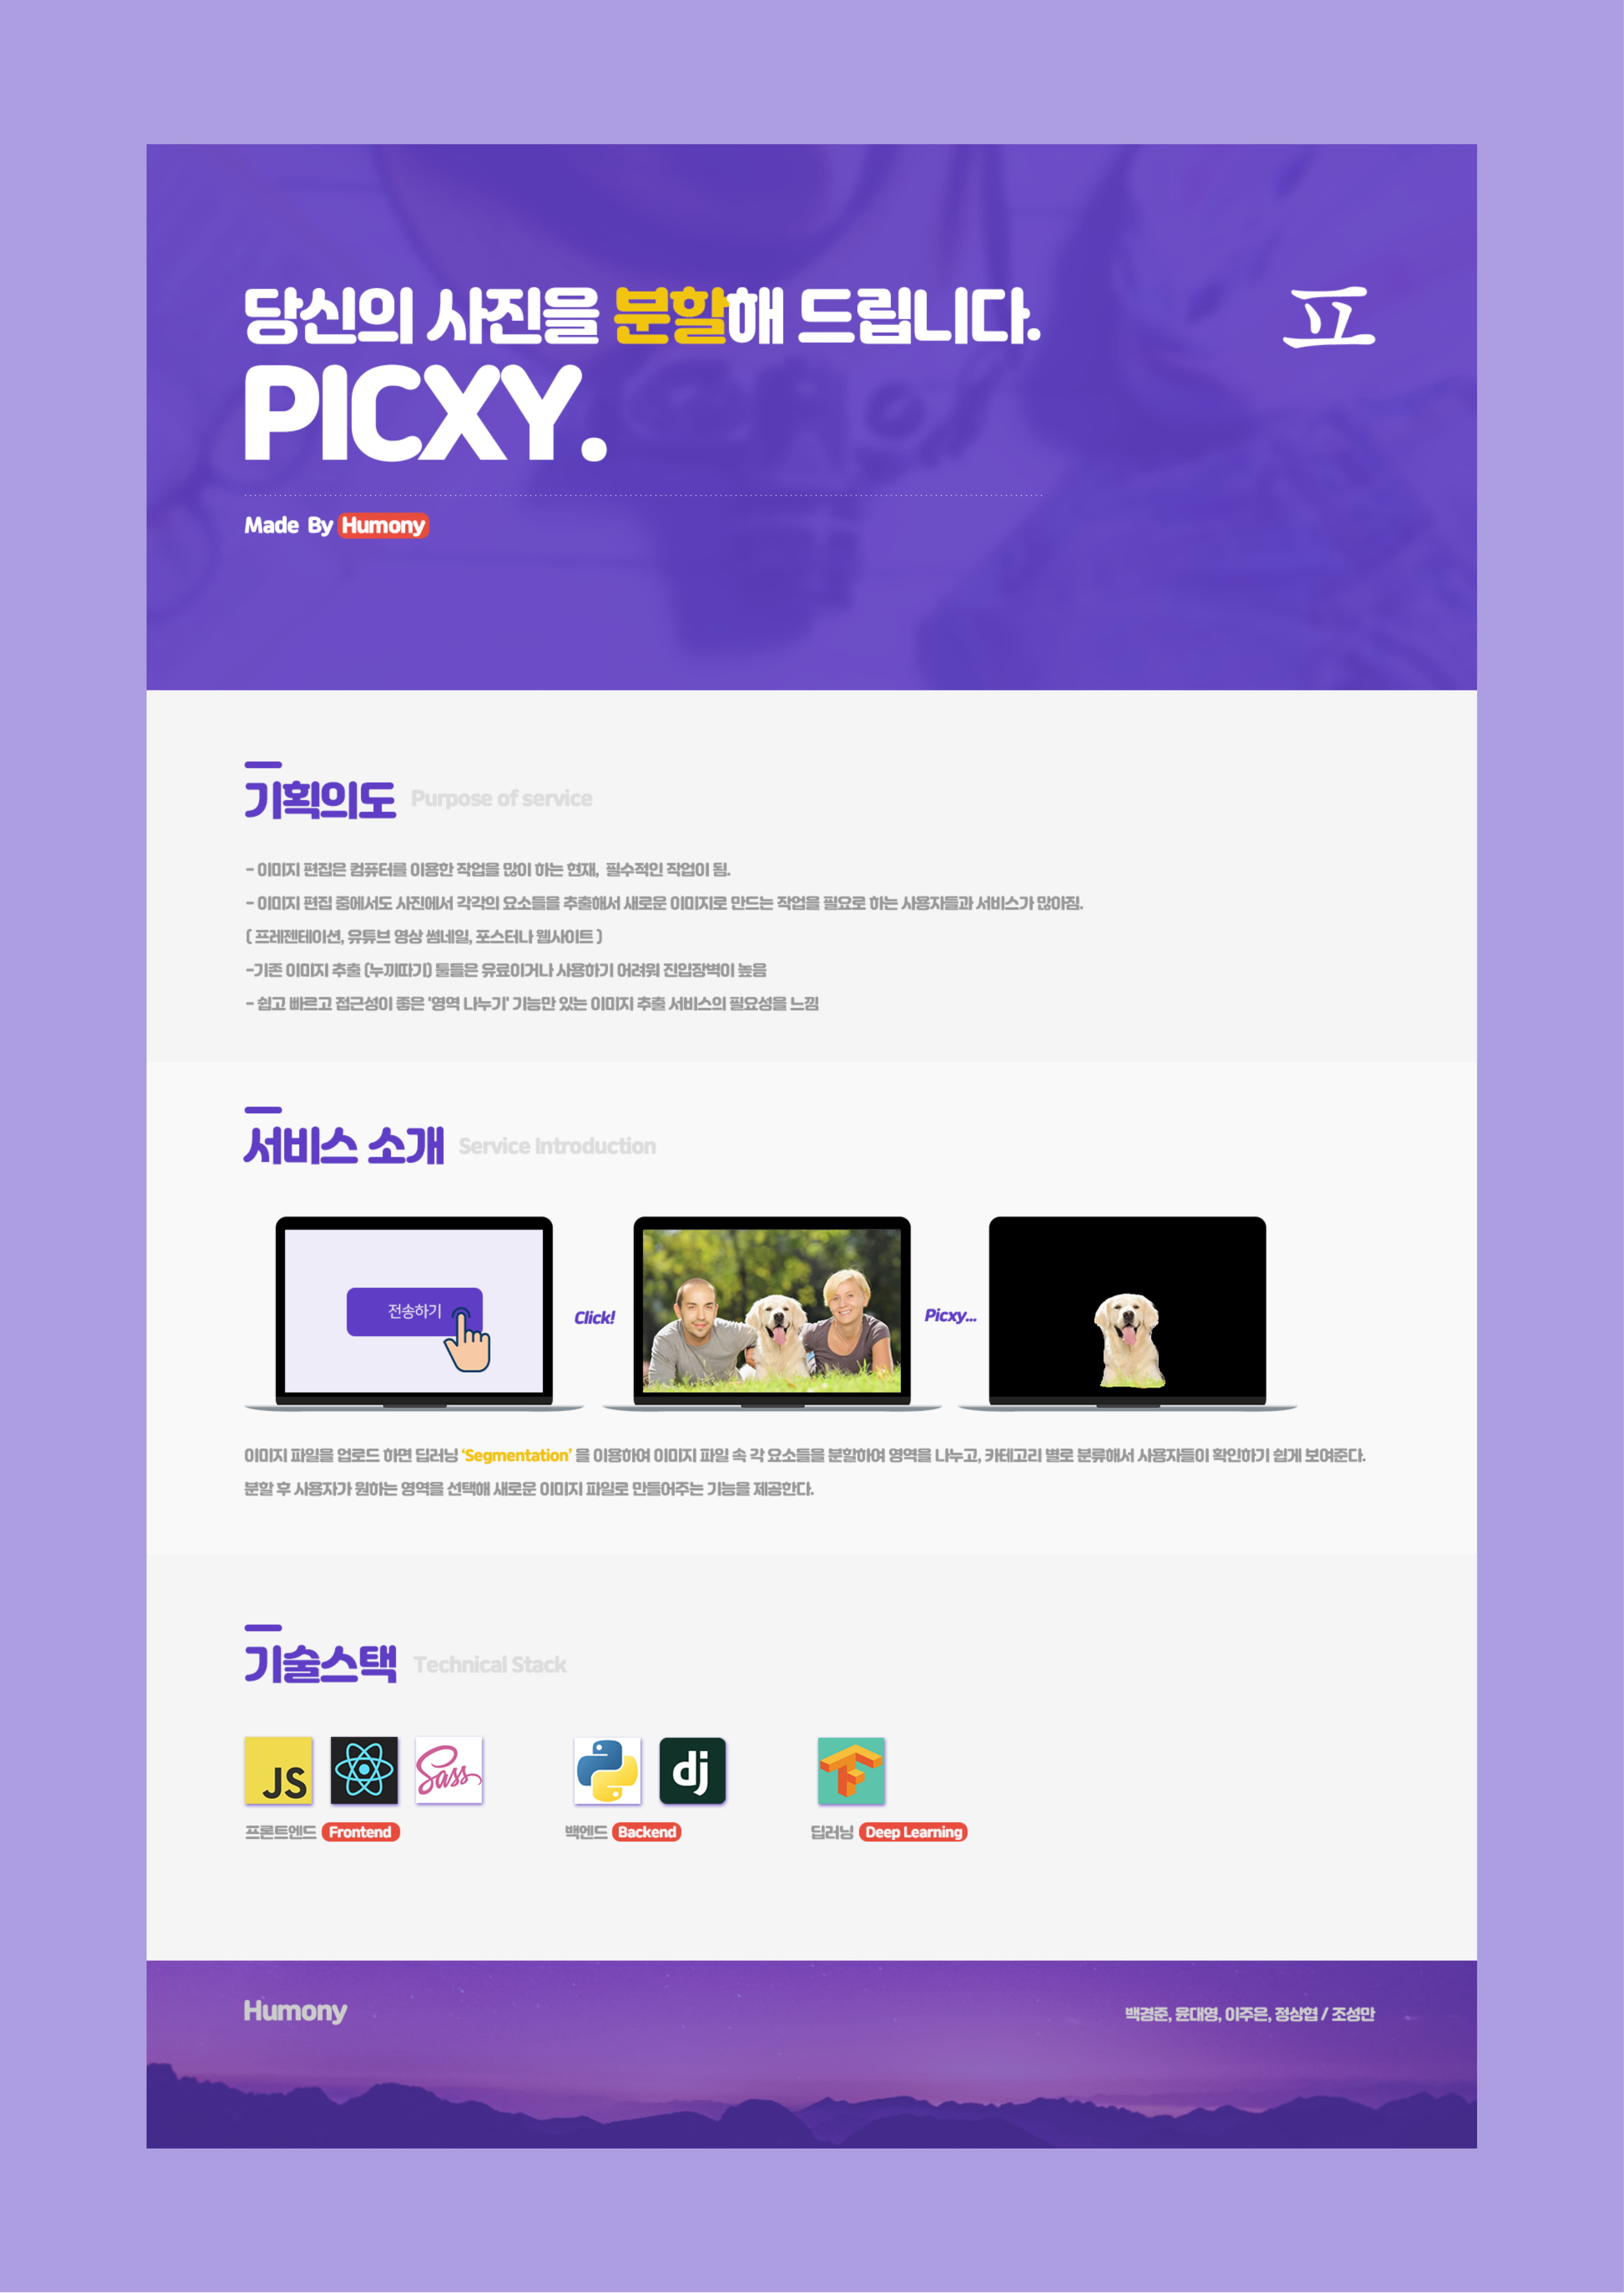 당신의 사진을 분할해 드립니다.
PICXY.
Made By Humony
프
기획의도 Purpose of service
- 이미지 편집은 컴퓨터를 이용한 작업을 많이 하는 현재, 필수적인 작업이 됨.
- 이미지 편집 중에서도 사진에서 각각의 요소들을 추출해서 새로운 이미지로 만드는 작업을 필요로 하는 사용자들과 서비스가 많아짐.
( 프레젠테이션, 유튜브 영상 썸네일, 포스터나 웹사이트 )
-기존 이미지 추출 (누끼따기) 툴들은 유료이거나 사용하기 어려워 진입장벽이 높음
- 쉽고 빠르고 접근성이 좋은 '영역 나누기' 기능만 있는 이미지 추출 서비스의 필요성을 느낌
서비스 소개 Service Introduction
전송하기
Click!
Picxy...
이미지 파일을 업로드 하면 딥러닝 ‘Segmentation’ 을 이용하여 이미지 파일 속 각 요소들을 분할하여 영역을 나누고, 카테고리 별로 분류해서 사용자들이 확인하기 쉽게 보여준다.
분할 후 사용자가 원하는 영역을 선택해 새로운 이미지 파일로 만들어주는 기능을 제공한다.
기술스택 Technical Stack
JS
Sass
dj
프론트엔드 Frontend
백엔드 Backend
딥러닝 Deep Learning
Humony
백경준, 윤대영, 이주은, 정상협 / 조성만